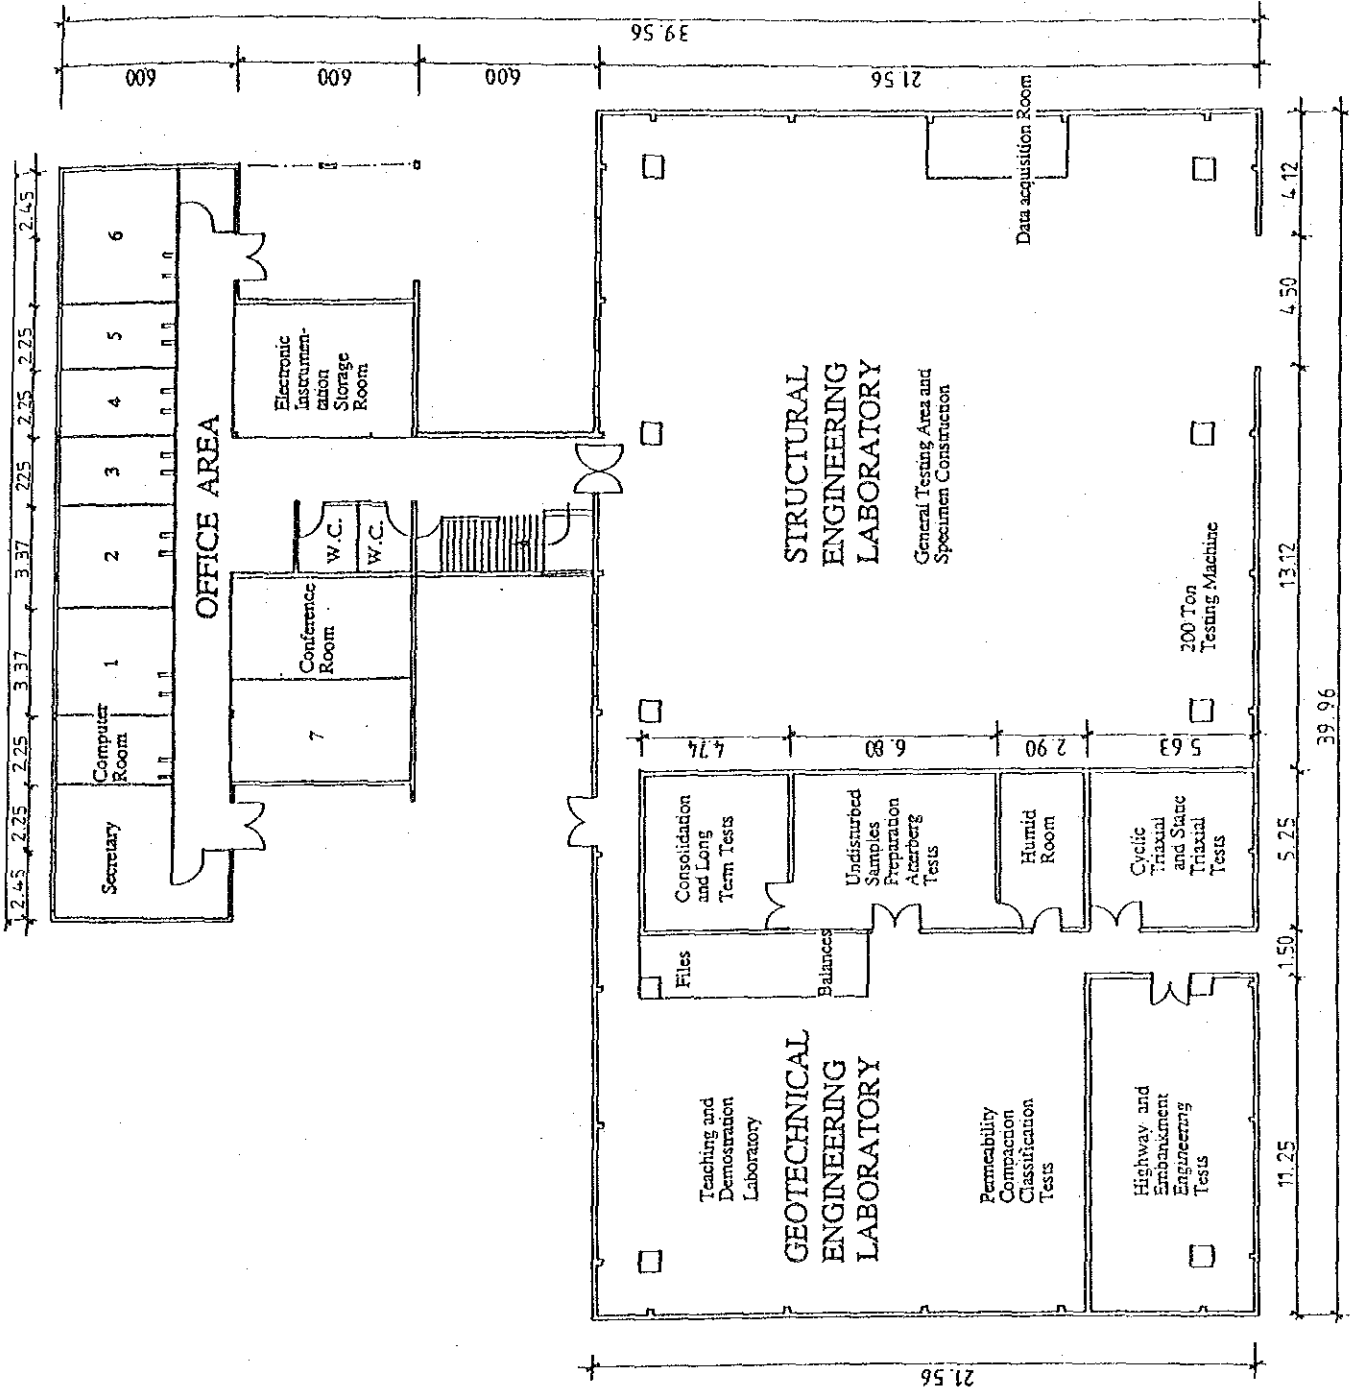 OFFICE AREA
Secretary
Computer
Room
1
2
3
4
5
6
7
Conference
Room
W.C.
W.C.
Electronic
Instrumen-
tation
Storage
Room
2.45
2.25
2.25
3.37
3.37
225
2.25
2.25
2.45
600
600
600
21.56
39.56
GEOTECHNICAL
ENGINEERING
LABORATORY
Teaching and
Demostration
Laboratory
Permeability
Compaction
Classification
Tests
Highway and
Embankment
Engineering
Tests
Files
Balances
Consolidation
and Long
Term Tests
Undisturbed
Samples
Preparation
Atterberg
Tests
Humid
Room
Cyclic
Triaxial
and Static
Triaxial
Tests
4.74
6.80
2.90
5.63
STRUCTURAL
ENGINEERING
LABORATORY
General Testing Area and
Specimen Construction
200 Ton
Testing Machine
Data acquisition Room
21.56
11.25
1.50
5.25
13.12
4.50
4.12
39.96